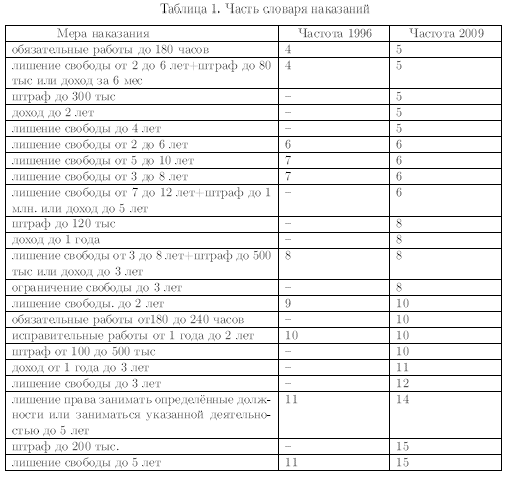 Таблица 1. Часть словаря наказаний
Мера наказания Частота 1996 Частота 2009
обязательные работы до 180 часов 4 5
лишение свободы от 2 до 6 лет+штраф до 80 4 5
тыс или доход за 6 мес
штраф до 300 тыс – 5
доход до 2 лет – 5
лишение свободы до 4 лет – 5
лишение свободы от 2 до 6 лет 6 6
лишение свободы от 5 до 10 лет 7 6
лишение свободы от 3 до 8 лет 7 6
лишение свободы от 7 до 12 лет+штраф до 1 – 6
млн. или доход до 5 лет
штраф до 120 тыс – 8
доход до 1 года – 8
лишение свободы от 3 до 8 лет+штраф до 500 8 8
тыс или доход до 3 лет
ограничение свободы до 3 лет – 8
лишение свободы. до 2 лет 9 10
обязательные работы от180 до 240 часов – 10
исправительные работы от 1 года до 2 лет 10 10
штраф от 100 до 500 тыс – 10
доход от 1 года до 3 лет – 11
лишение свободы до 3 лет – 12
лишение права занимать определённые долж- 11 14
ности или заниматься указанной деятельно-
стью до 5 лет
штраф до 200 тыс. – 15
лишение свободы до 5 лет 11 15